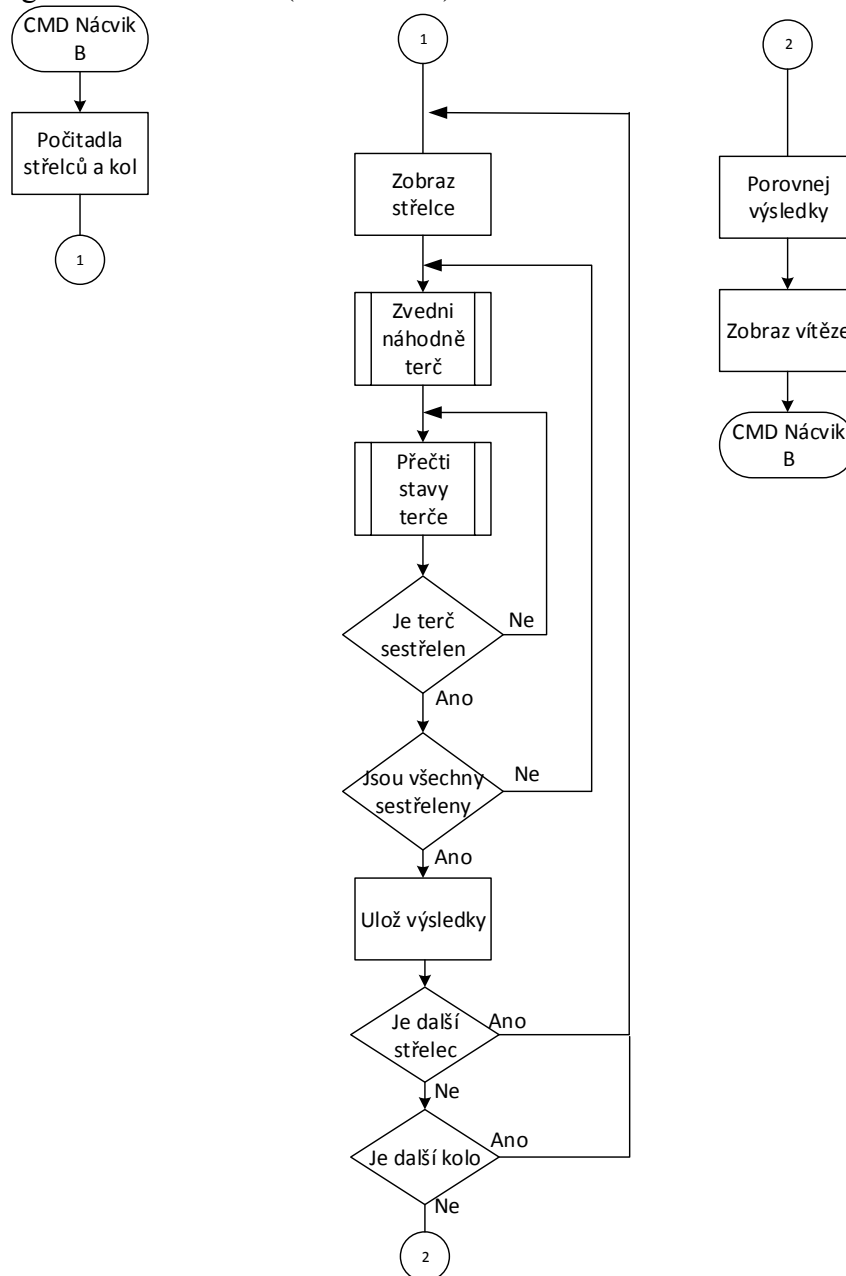 CMD Nácvik
B
Počitadla
střelců a kol
1
1
Zobraz
střelce
Zvedni
náhodně
terč
Přečti
stavy
terče
Je terč
sestřelen
Ne
Ano
Jsou všechny
sestřeleny
Ne
Ano
Ulož výsledky
Je další
střelec
Ano
Ne
Je další kolo
Ano
Ne
2
2
Porovnej
výsledky
Zobraz vítěze
CMD Nácvik
B